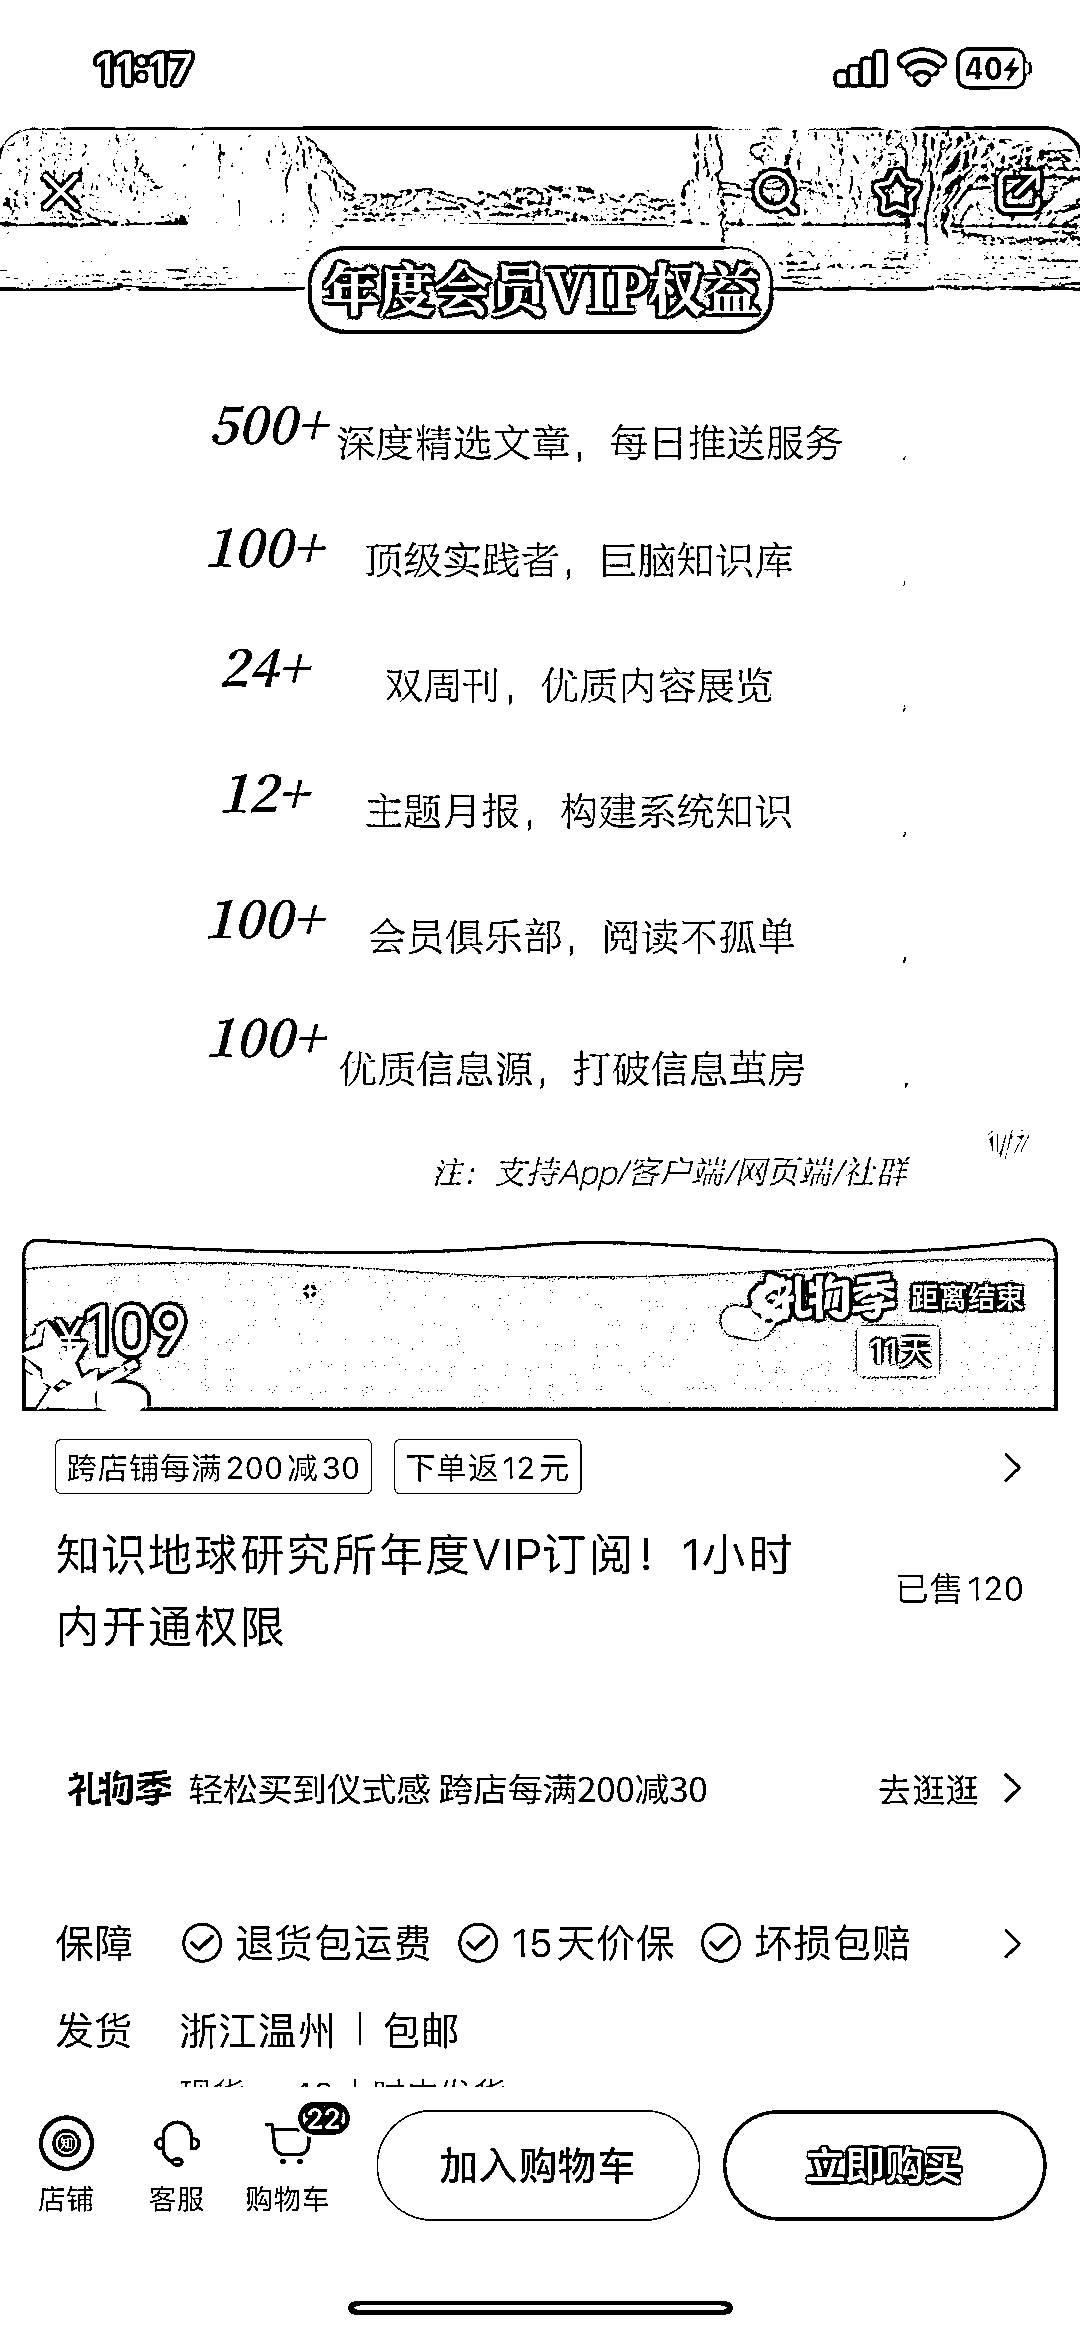 11:17
40
年度会员VIP权益
500+ 深度精选文章，每日推送服务
100+ 顶级实践者，巨脑知识库
24+ 双周刊，优质内容展览
12+ 主题月报，构建系统知识
100+ 会员俱乐部，阅读不孤单
100+ 优质信息源，打破信息茧房
注：支持App/客户端/网页端/社群
¥109
礼物季 距离结束
11天
跨店铺每满200减30 下单返12元
知识地球研究所年度VIP订阅！1小时
内开通权限
已售120
礼物季 轻松买到仪式感 跨店每满200减30 去逛逛
保障 退货包运费 15天价保 坏损包赔
发货 浙江温州 | 包邮
22
店铺 客服 购物车 加入购物车 立即购买